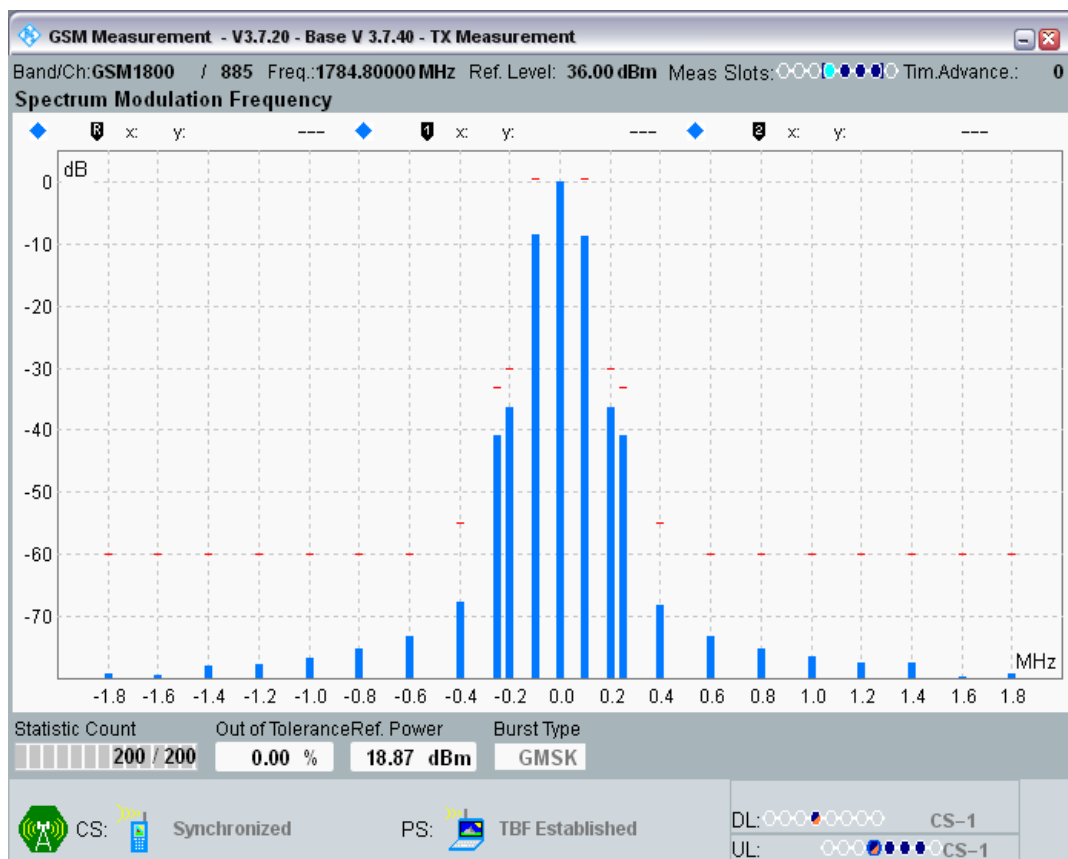 GSM Measurement - V3.7.20 - Base V 3.7.40 - TX Measurement
Band/Ch:GSM1800 / 885 Freq.:1784.80000 MHz Ref. Level: 36.00 dBm Meas Slots: Tim.Advance.: 0
Spectrum Modulation Frequency
R x: y: --- 1 x: y: --- 2 x: y: ---
dB
0
-10
-20
-30
-40
-50
-60
-70
MHz
-1.8 -1.6 -1.4 -1.2 -1.0 -0.8 -0.6 -0.4 -0.2 0.0 0.2 0.4 0.6 0.8 1.0 1.2 1.4 1.6 1.8
Statistic Count Out of Tolerance Ref. Power Burst Type
200 / 200 0.00 % 18.87 dBm GMSK
CS: Synchronized PS: TBF Established DL: CS-1
UL: CS-1